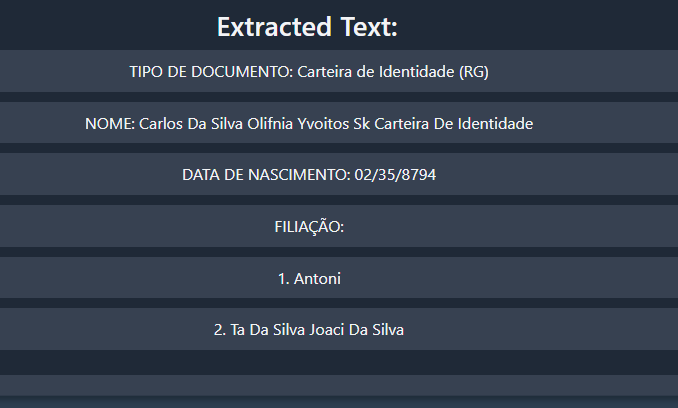 Extracted Text:
TIPO DE DOCUMENTO: Carteira de Identidade (RG)
NOME: Carlos Da Silva Olifnia Yvoitos Sk Carteira De Identidade
DATA DE NASCIMENTO: 02/35/8794
FILIAÇÃO:
1. Antoni
2. Ta Da Silva Joaci Da Silva